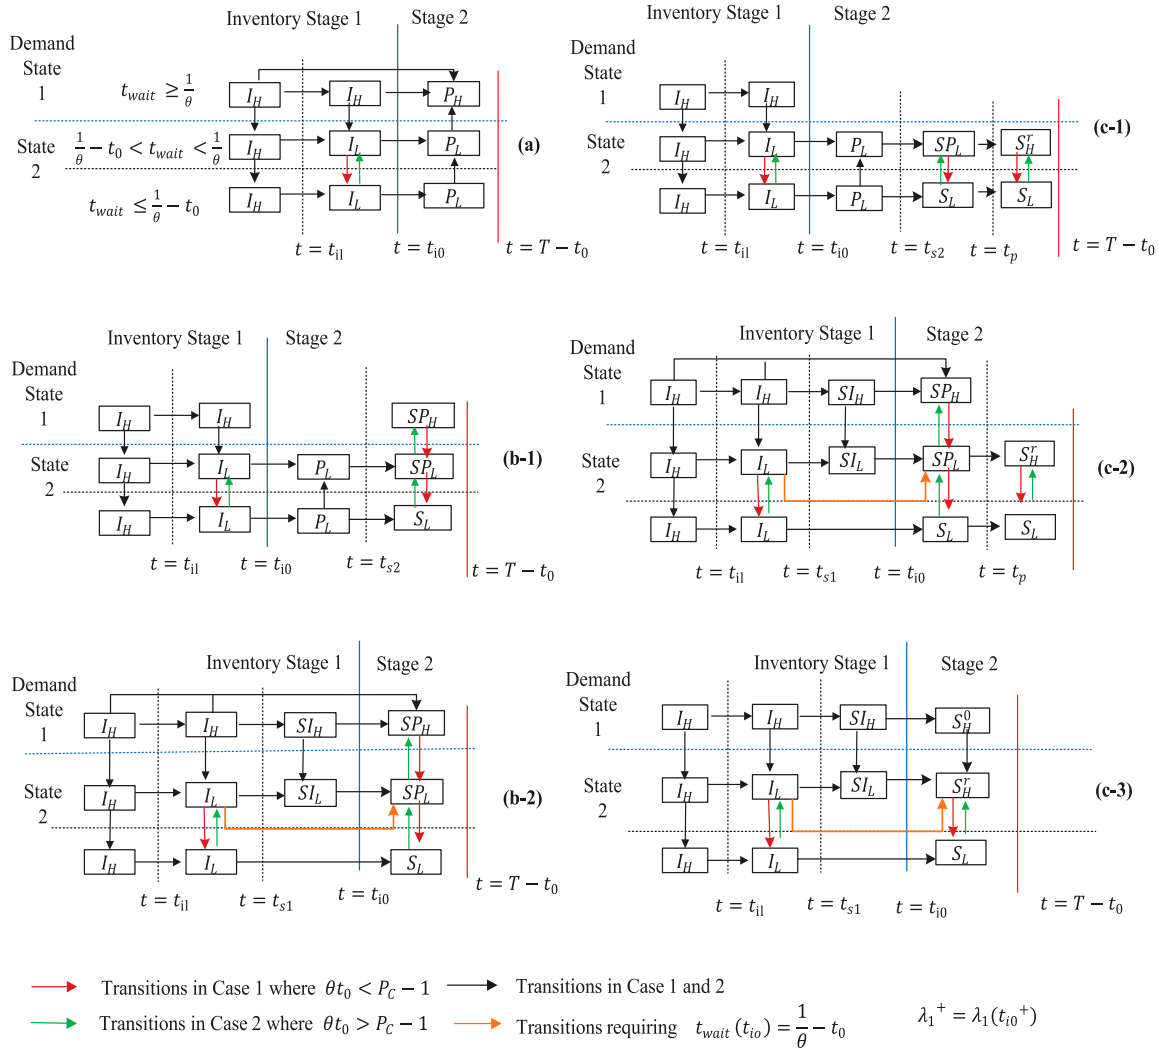 Inventory Stage 1 Stage 2
Demand
State
1
t_wait ≥ 1/θ
I_H I_H P_H
State
2
1/θ − t_0 < t_wait < 1/θ
I_H I_L P_L
(a)
t_wait ≤ 1/θ − t_0
I_H I_L P_L
t = t_il t = t_i0 t = T − t_0
Inventory Stage 1 Stage 2
Demand
State
1
I_H I_H
(c-1)
State
2
I_H I_L P_L SP_L S_H^r
I_H I_L P_L S_L S_L
t = t_il t = t_i0 t = t_s2 t = t_p t = T − t_0
Inventory Stage 1 Stage 2
Demand
State
1
I_H I_H SP_H
State
2
I_H I_L P_L SP_L
(b-1)
I_H I_L P_L S_L
t = t_il t = t_i0 t = t_s2 t = T − t_0
Inventory Stage 1 Stage 2
Demand
State
1
I_H I_H SI_H SP_H
State
2
I_H I_L SI_L SP_L S_H^r
(c-2)
I_H I_L S_L S_L
t = t_il t = t_s1 t = t_i0 t = t_p t = T − t_0
Inventory Stage 1 Stage 2
Demand
State
1
I_H I_H SI_H SP_H
State
2
I_H I_L SI_L SP_L
(b-2)
I_H I_L S_L
t = t_il t = t_s1 t = t_i0 t = T − t_0
Inventory Stage 1 Stage 2
Demand
State
1
I_H I_H SI_H S_H^0
State
2
I_H I_L SI_L S_H^r
(c-3)
I_H I_L S_L
t = t_il t = t_s1 t = t_i0 t = T − t_0
Transitions in Case 1 where θt_0 < P_C − 1
Transitions in Case 1 and 2
Transitions in Case 2 where θt_0 > P_C − 1
Transitions requiring t_wait(t_io) = 1/θ − t_0
λ_1^+ = λ_1(t_i0^+)